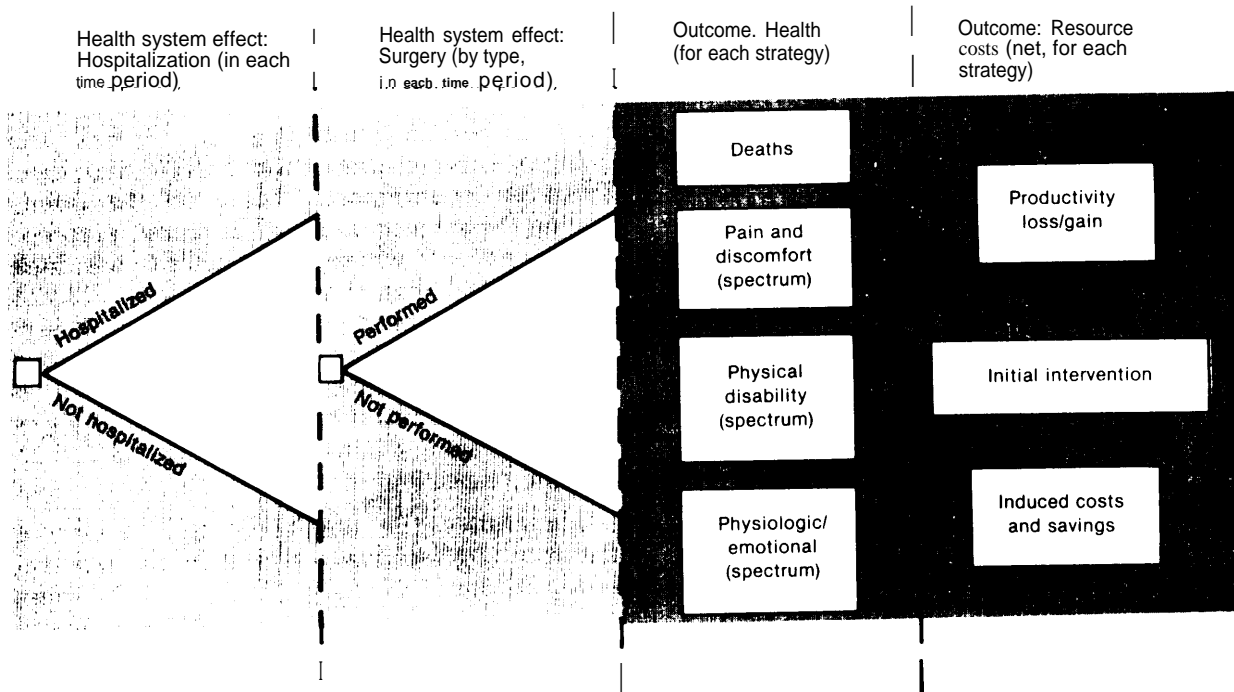 Health system effect:
Hospitalization (in each
time period),
Health system effect:
Surgery (by type,
i.n each. time. period),
Outcome. Health
(for each strategy)
Outcome: Resource
costs (net, for each
strategy)
Hospitalized
Not hospitalized
Performed
Not performed
Deaths
Pain and
discomfort
(spectrum)
Physical
disability
(spectrum)
Physiologic/
emotional
(spectrum)
Productivity
loss/gain
Initial intervention
Induced costs
and savings